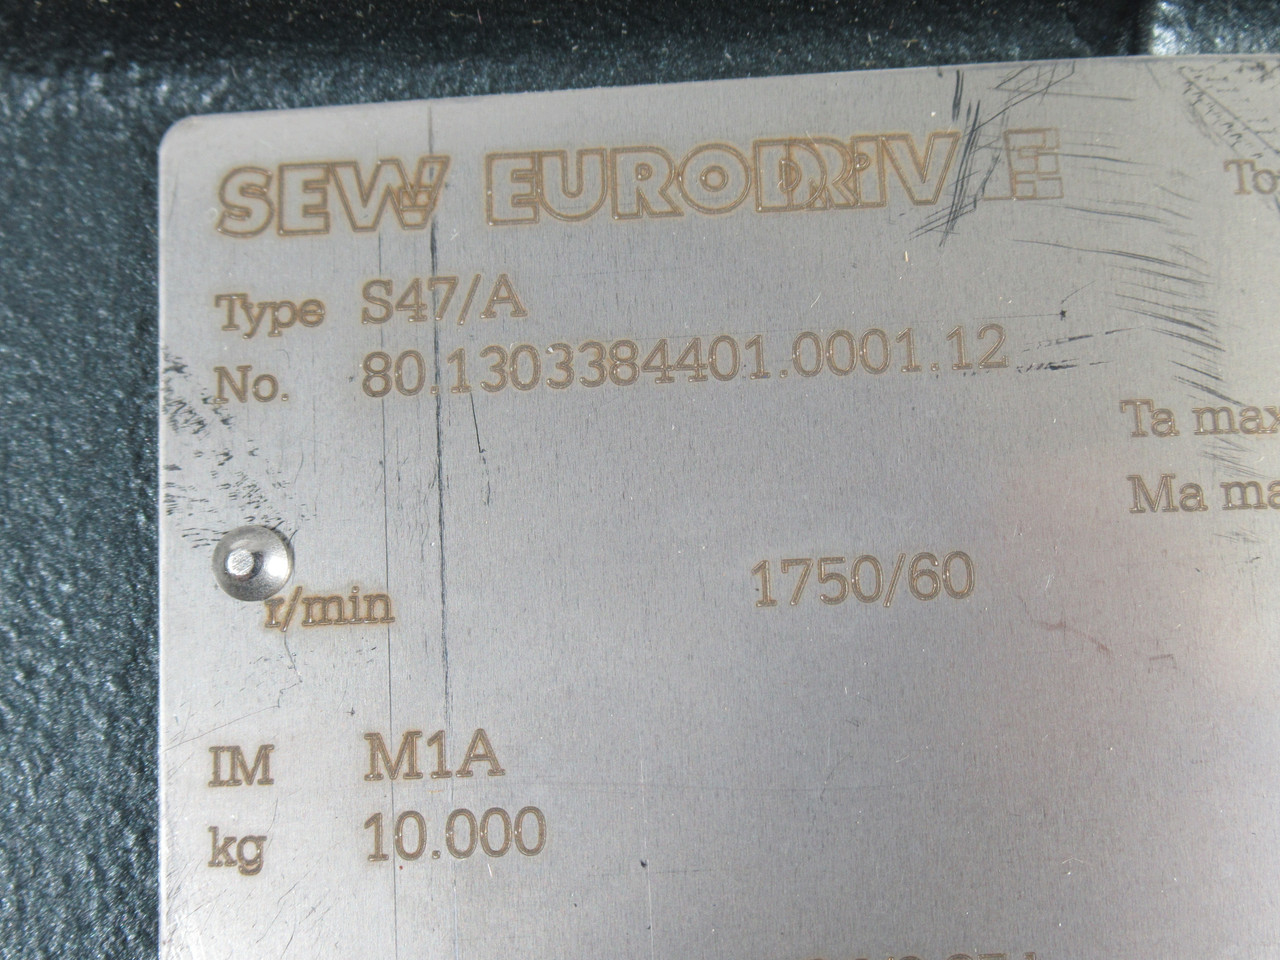 SEW EURODRIVE
Type S47/A
No. 80.1303384401.0001.12
Ta max
Ma
r/min 1750/60
IM M1A
kg 10.000